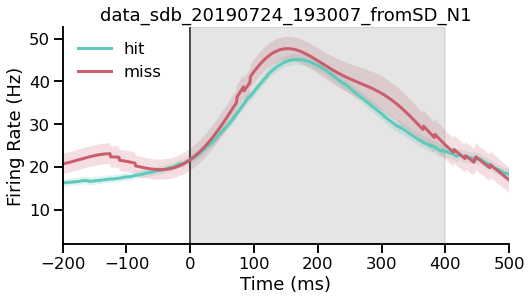 data_sdb_20190724_193007_fromSD_N1
hit
miss
50
40
30
20
10
Firing Rate (Hz)
−200 −100 0 100 200 300 400 500
Time (ms)